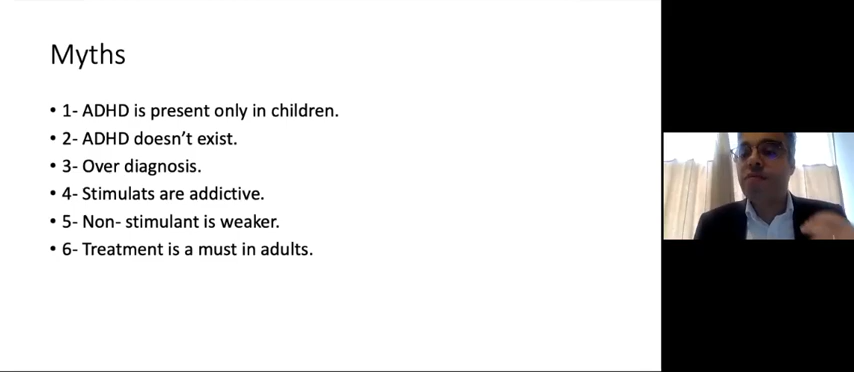 Myths
• 1- ADHD is present only in children.
• 2- ADHD doesn't exist.
• 3- Over diagnosis.
• 4- Stimulats are addictive.
• 5- Non- stimulant is weaker.
• 6- Treatment is a must in adults.